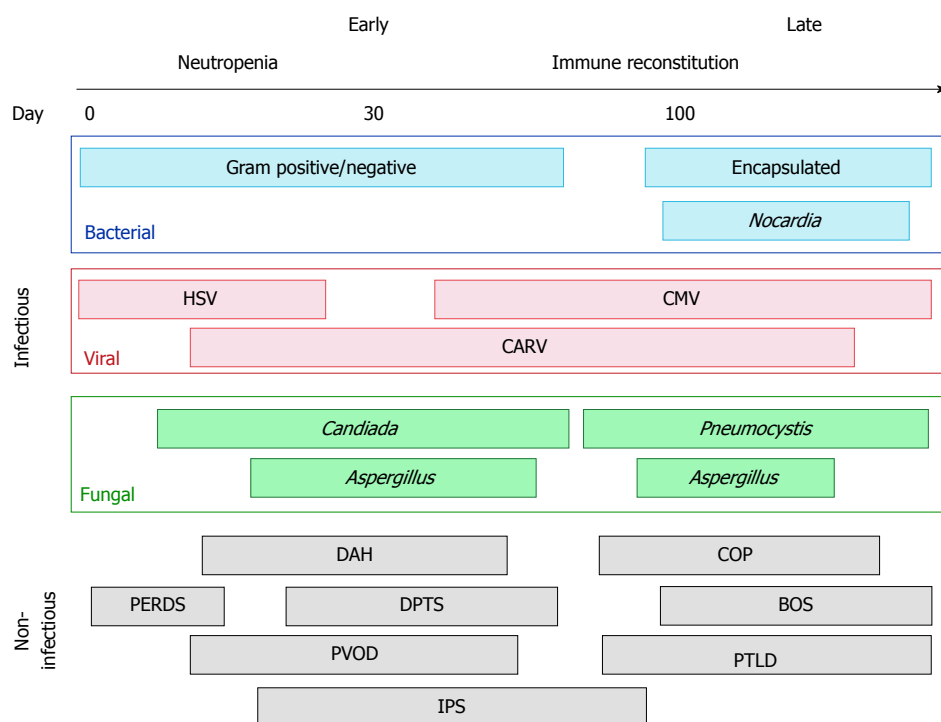 Early Late
Neutropenia Immune reconstitution
Day 0 30 100
Gram positive/negative Encapsulated
Nocardia
Bacterial
Infectious
HSV CMV
CARV
Viral
Candiada Pneumocystis
Aspergillus Aspergillus
Fungal
Non-
infectious
DAH COP
PERDS DPTS BOS
PVOD PTLD
IPS